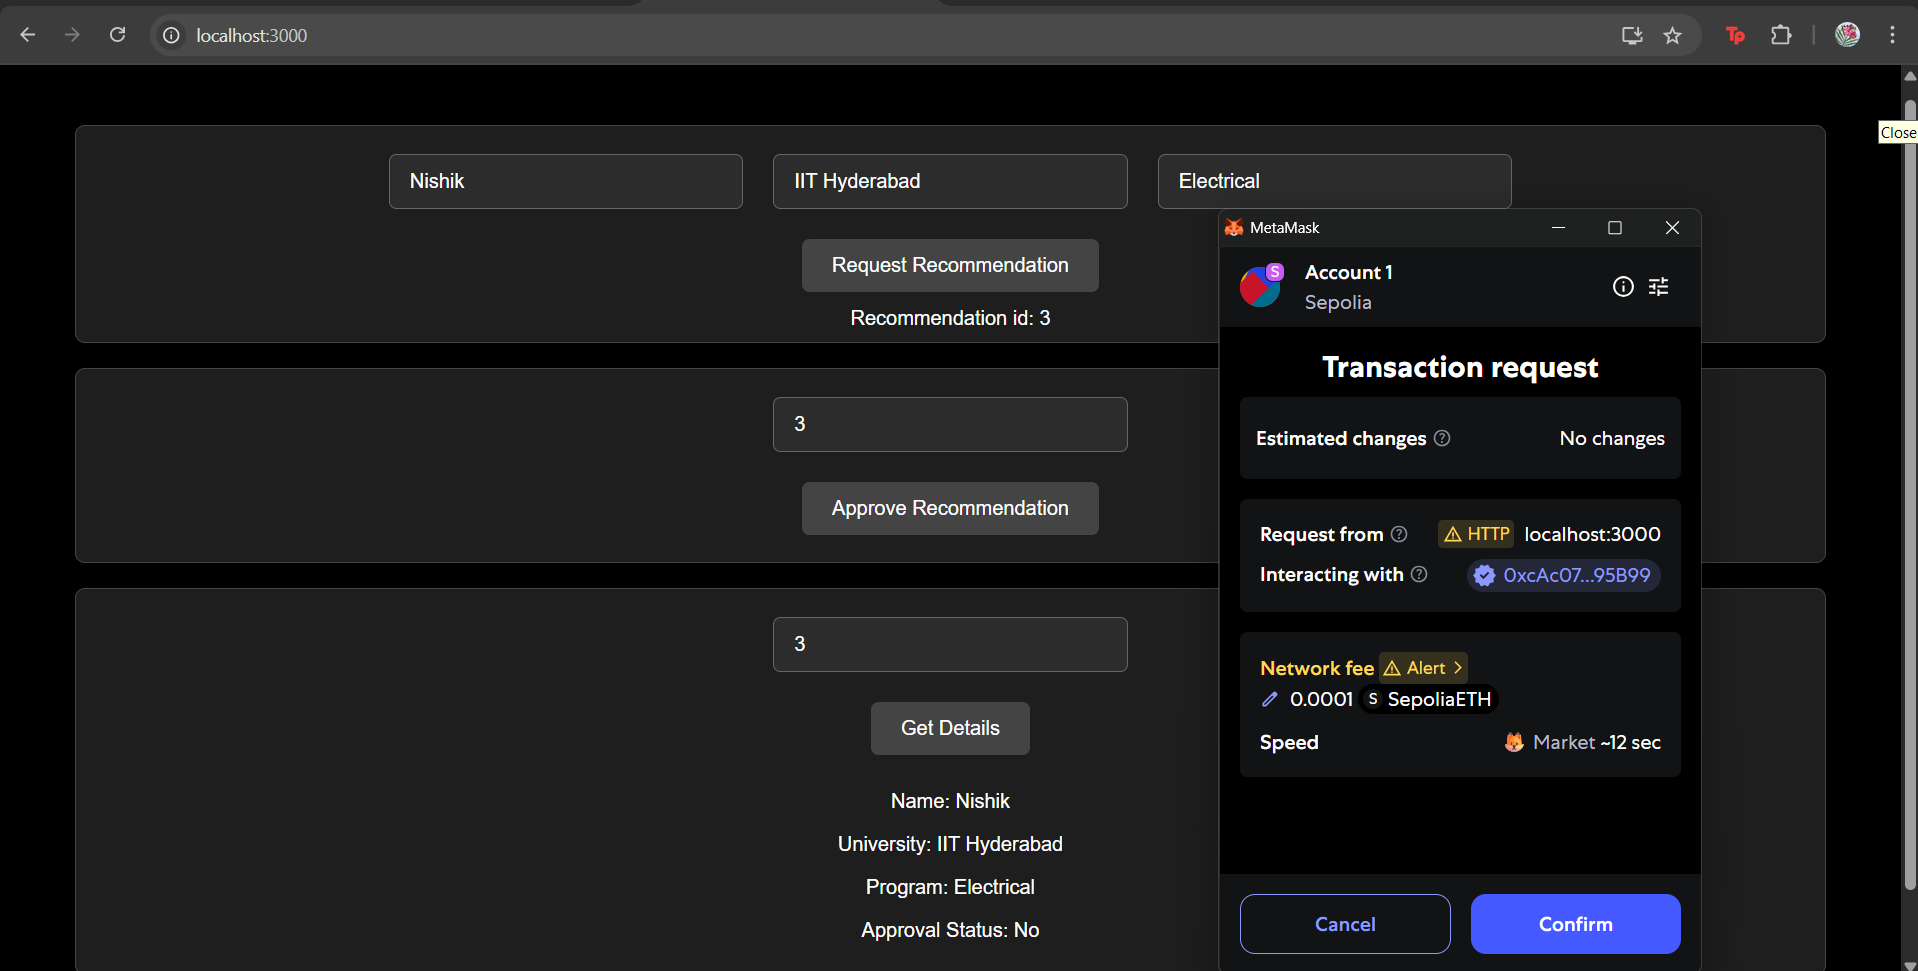 localhost:3000
Tp
Close
Nishik
IIT Hyderabad
Electrical
Request Recommendation
Recommendation id: 3
3
Approve Recommendation
3
Get Details
Name: Nishik
University: IIT Hyderabad
Program: Electrical
Approval Status: No
MetaMask
S
Account 1
Sepolia
Transaction request
Estimated changes ? No changes
Request from ? HTTP localhost:3000
Interacting with ? 0xcAc07...95B99
Network fee Alert >
0.0001 S SepoliaETH
Speed Market ~12 sec
Cancel
Confirm